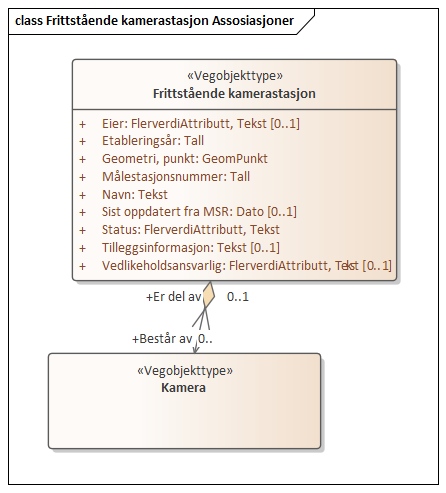 class Frittstående kamerastasjon Assosiasjoner
«Vegobjekttype»
Frittstående kamerastasjon
+ Eier: FlerverdiAttributt, Tekst [0..1]
+ Etableringsår: Tall
+ Geometri, punkt: GeomPunkt
+ Målestasjonsnummer: Tall
+ Navn: Tekst
+ Sist oppdatert fra MSR: Dato [0..1]
+ Status: FlerverdiAttributt, Tekst
+ Tilleggsinformasjon: Tekst [0..1]
+ Vedlikeholdsansvarlig: FlerverdiAttributt, Tekst [0..1]
+Er del av 0..1
+Består av 0..
«Vegobjekttype»
Kamera